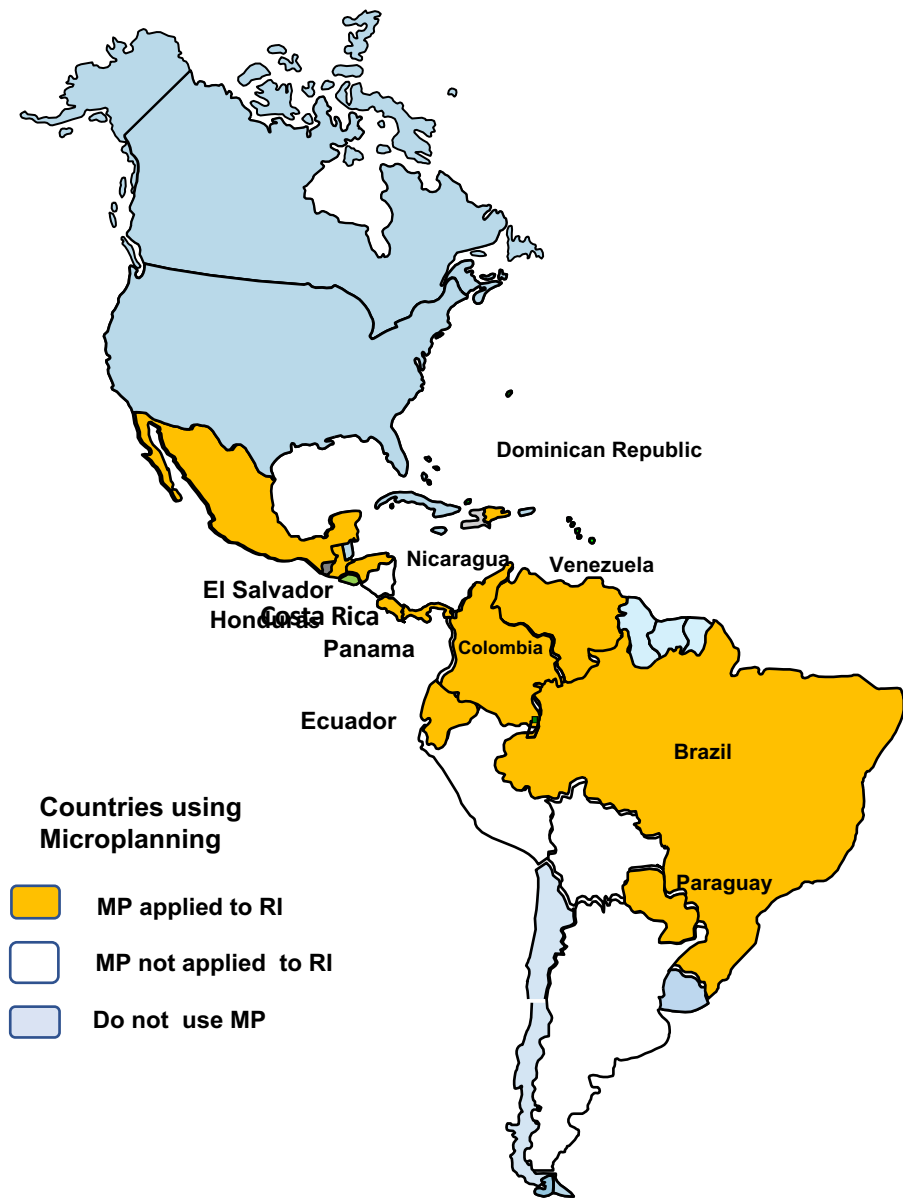 Dominican Republic
Nicaragua
Venezuela
El Salvador
Honduras
Costa Rica
Panama
Colombia
Ecuador
Brazil
Paraguay
Countries using
Microplanning
MP applied to RI
MP not applied to RI
Do not use MP